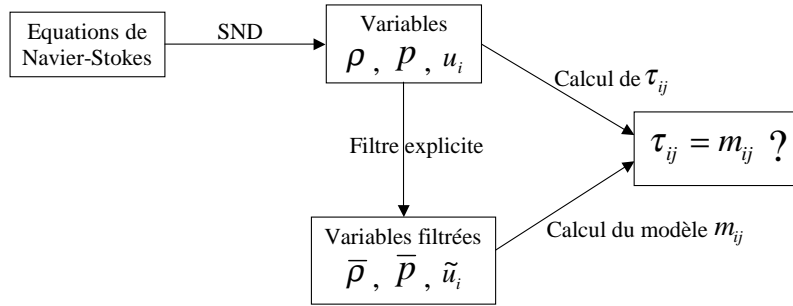 Equations de
Navier-Stokes
SND
Variables
ρ , p , u_i
Calcul de τ_ij
Filtre explicite
τ_ij = m_ij ?
Variables filtrées
ρ̅ , p̅ , ũ_i
Calcul du modèle m_ij